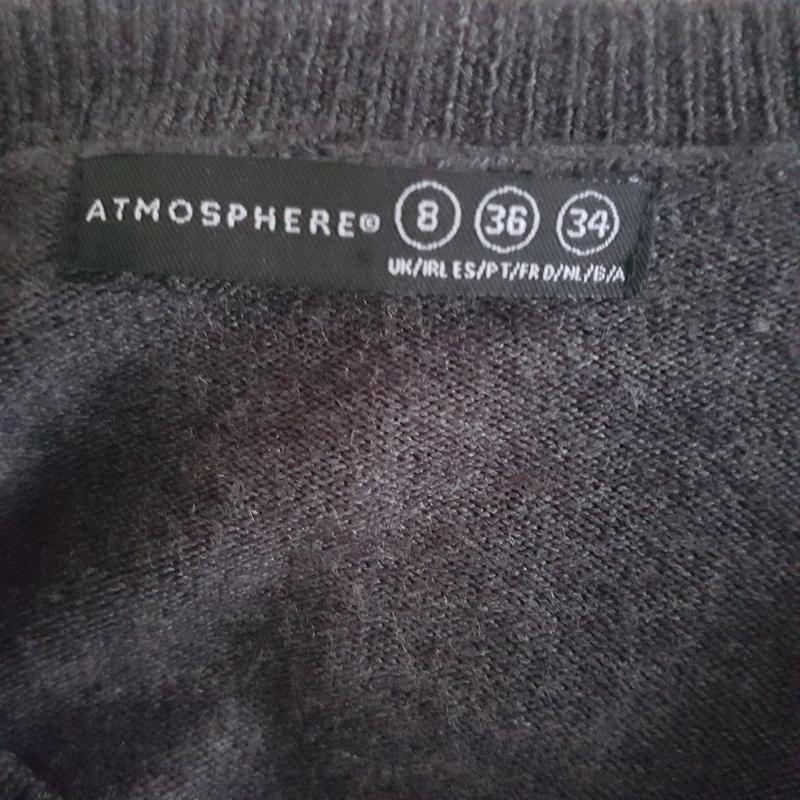 ATMOSPHERE® 8 36 34
UK/IRL ES/PT/FR D/NL/B/A